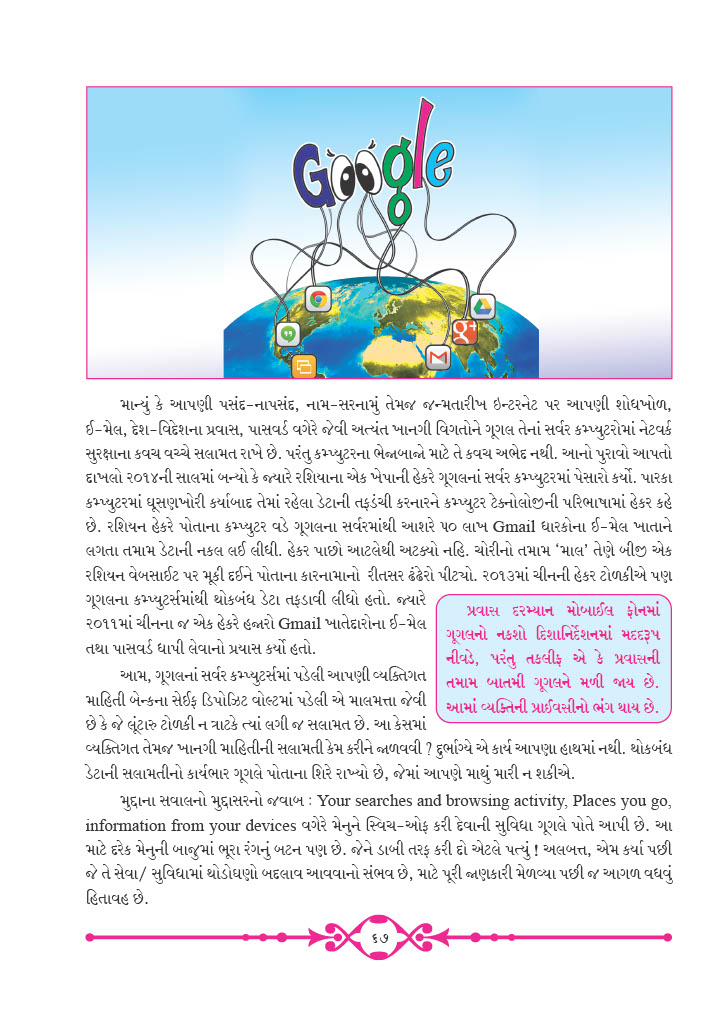 Google
માન્યું કે આપણી પસંદ-નાપસંદ, નામ-સરનામું તેમજ જન્મતારીખ ઇન્ટરનેટ પર આપણી શોધખોળ,
ઈ-મેલ, દેશ-વિદેશના પ્રવાસ, પાસવર્ડ વગેરે જેવી અત્યંત ખાનગી વિગતોને ગૂગલ તેનાં સર્વર કમ્પ્યુટરોમાં નેટવર્ક
સુરક્ષાના કવચ વચ્ચે સલામત રાખે છે. પરંતુ કમ્પ્યુટરના ભેજાબાજો માટે તે કવચ અભેદ નથી. આનો પુરાવો આપતો
દાખલો ૨૦૧૪ની સાલમાં બન્યો કે જ્યારે રશિયાના એક ખેપાની હેકરે ગૂગલનાં સર્વર કમ્પ્યુટરમાં પેસારો કર્યો. પારકા
કમ્પ્યુટરમાં ઘૂસણખોરી કર્યાબાદ તેમાં રહેલા ડેટાની તફડંચી કરનારને કમ્પ્યુટર ટેક્નોલોજીની પરિભાષામાં હેકર કહે
છે. રશિયન હેકરે પોતાના કમ્પ્યુટર વડે ગૂગલના સર્વરમાંથી આશરે ૫૦ લાખ Gmail ધારકોના ઈ-મેલ ખાતાને
લગતા તમામ ડેટાની નકલ લઈ લીધી. હેકર પાછો આટલેથી અટક્યો નહિ. ચોરીનો તમામ ‘માલ’ તેણે બીજી એક
રશિયન વેબસાઈટ પર મૂકી દઈને પોતાના કારનામાનો રીતસર ઢંઢેરો પીટ્યો. ૨૦૧૩માં ચીનની હેકર ટોળકીએ પણ
ગૂગલના કમ્પ્યુટર્સમાંથી થોકબંધ ડેટા તફડાવી લીધો હતો. જ્યારે
૨૦૧૧માં ચીનના જ એક હેકરે હજારો Gmail ખાતેદારોના ઈ-મેલ
તથા પાસવર્ડ ધાપી લેવાનો પ્રયાસ કર્યો હતો.
પ્રવાસ દરમ્યાન મોબાઈલ ફોનમાં
ગૂગલનો નકશો દિશાનિર્દેશનમાં મદદરૂપ
નીવડે, પરંતુ તકલીફ એ કે પ્રવાસની
તમામ બાતમી ગૂગલને મળી જાય છે.
આમાં વ્યક્તિની પ્રાઈવસીનો ભંગ થાય છે.
આમ, ગૂગલનાં સર્વર કમ્પ્યુટર્સમાં પડેલી આપણી વ્યક્તિગત
માહિતી બેન્કના સેઈફ ડિપોઝિટ વોલ્ટમાં પડેલી એ માલમત્તા જેવી
છે કે જે લૂંટારુ ટોળકી ન ત્રાટકે ત્યાં લગી જ સલામત છે. આ કેસમાં
વ્યક્તિગત તેમજ ખાનગી માહિતીની સલામતી કેમ કરીને જાળવવી ? દુર્ભાગ્યે એ કાર્ય આપણા હાથમાં નથી. થોકબંધ
ડેટાની સલામતીનો કાર્યભાર ગૂગલે પોતાના શિરે રાખ્યો છે, જેમાં આપણે માથું મારી ન શકીએ.
મુદ્દાના સવાલનો મુદ્દાસરનો જવાબ : Your searches and browsing activity, Places you go,
information from your devices વગેરે મેનુને સ્વિચ-ઓફ કરી દેવાની સુવિધા ગૂગલે પોતે આપી છે. આ
માટે દરેક મેનુની બાજુમાં ભૂરા રંગનું બટન પણ છે. જેને ડાબી તરફ કરી દો એટલે પત્યું ! અલબત્ત, એમ કર્યા પછી
જે તે સેવા/ સુવિધામાં થોડોઘણો બદલાવ આવવાનો સંભવ છે, માટે પૂરી જાણકારી મેળવ્યા પછી જ આગળ વધવું
હિતાવહ છે.
૬૭